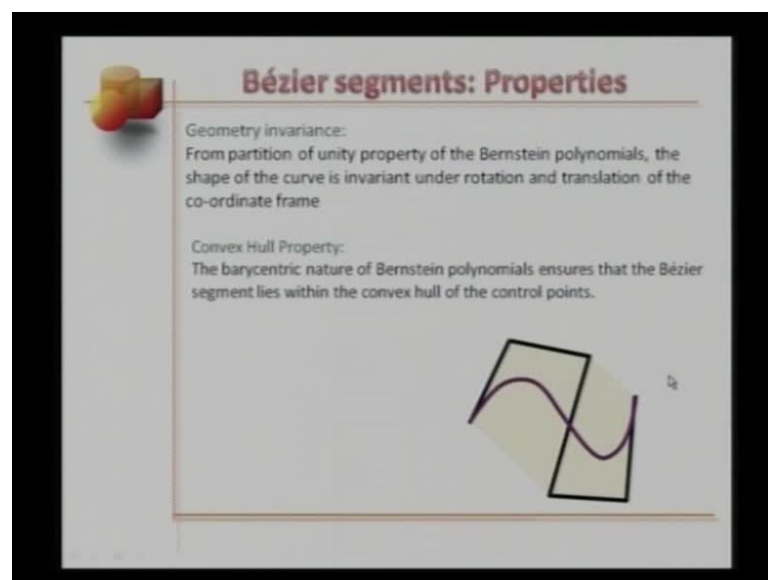 Bézier segments: Properties
Geometry invariance:
From partition of unity property of the Bernstein polynomials, the
shape of the curve is invariant under rotation and translation of the
co-ordinate frame
Convex Hull Property:
The barycentric nature of Bernstein polynomials ensures that the Bézier
segment lies within the convex hull of the control points.